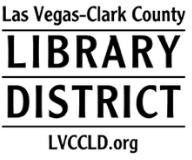 Las Vegas-Clark County
LIBRARY
DISTRICT
LVCCLD.org